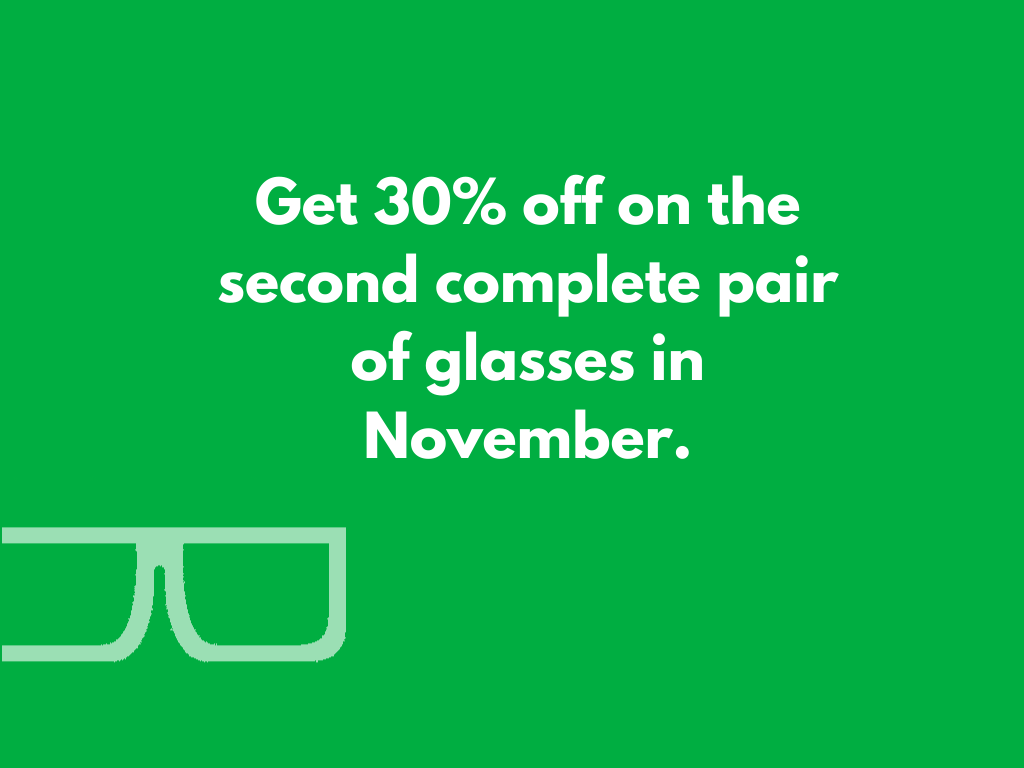 Get 30% off on the
second complete pair
of glasses in
November.